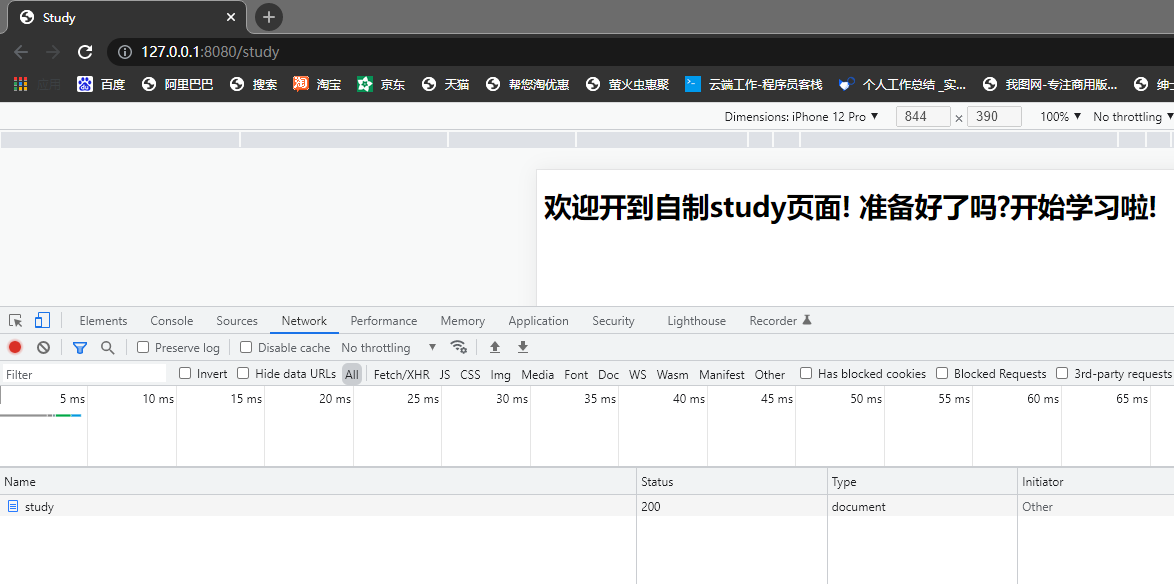 Study
127.0.0.1:8080/study
应用 百度 阿里巴巴 搜索 淘宝 京东 天猫 帮您淘优惠 萤火虫惠聚 云端工作-程序员客栈 个人工作总结 _实... 我图网-专注商用版... 绅士
Dimensions: iPhone 12 Pro ▼ 844 × 390 100% ▼ No throttling ▼
欢迎开到自制study页面! 准备好了吗?开始学习啦!
Elements Console Sources Network Performance Memory Application Security Lighthouse Recorder
Preserve log Disable cache No throttling ▼
Filter Invert Hide data URLs All Fetch/XHR JS CSS Img Media Font Doc WS Wasm Manifest Other Has blocked cookies Blocked Requests 3rd-party requests
5 ms 10 ms 15 ms 20 ms 25 ms 30 ms 35 ms 40 ms 45 ms 50 ms 55 ms 60 ms 65 ms
Name Status Type Initiator
study 200 document Other